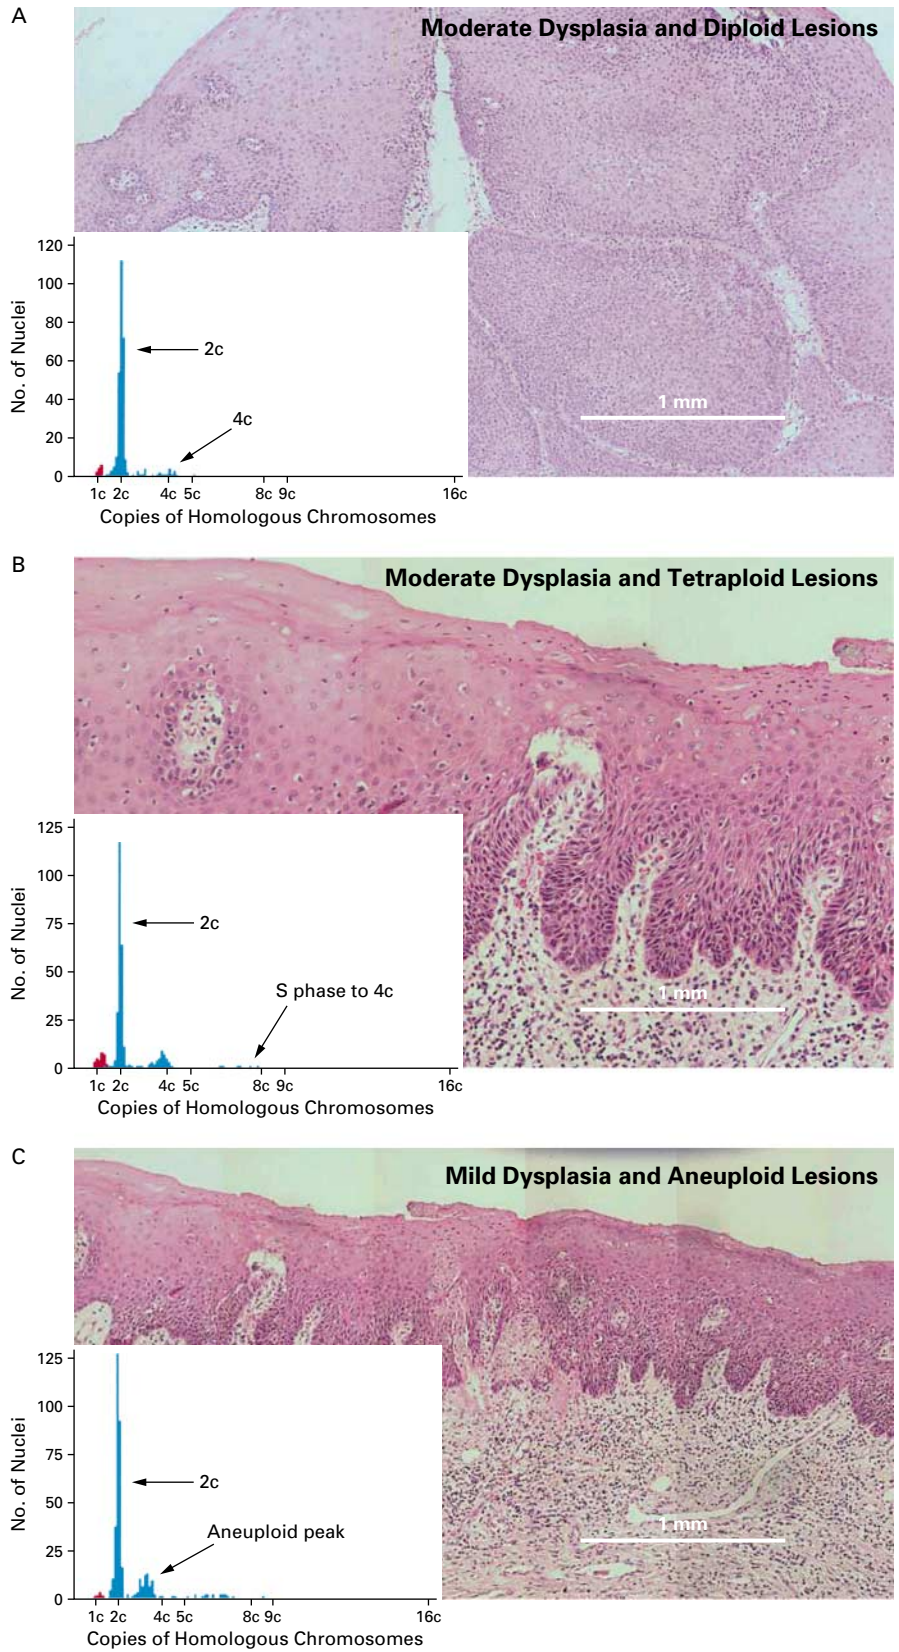 A
Moderate Dysplasia and Diploid Lesions
120
100
80
60
40
20
0
No. of Nuclei
2c
4c
1c 2c 4c 5c 8c 9c 16c
Copies of Homologous Chromosomes
1 mm
B
Moderate Dysplasia and Tetraploid Lesions
125
100
75
50
25
0
No. of Nuclei
2c
S phase to 4c
1c 2c 4c 5c 8c 9c 16c
Copies of Homologous Chromosomes
1 mm
C
Mild Dysplasia and Aneuploid Lesions
125
100
75
50
25
0
No. of Nuclei
2c
Aneuploid peak
1c 2c 4c 5c 8c 9c 16c
Copies of Homologous Chromosomes
1 mm